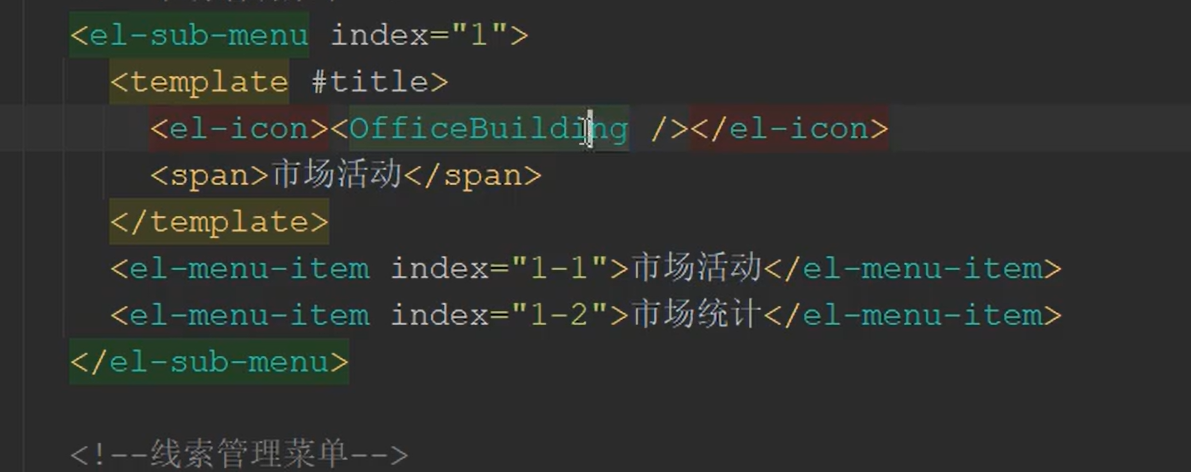 <el-sub-menu index="1">
<template #title>
<el-icon><OfficeBuilding /></el-icon>
<span>市场活动</span>
</template>
<el-menu-item index="1-1">市场活动</el-menu-item>
<el-menu-item index="1-2">市场统计</el-menu-item>
</el-sub-menu>
<!--线索管理菜单-->